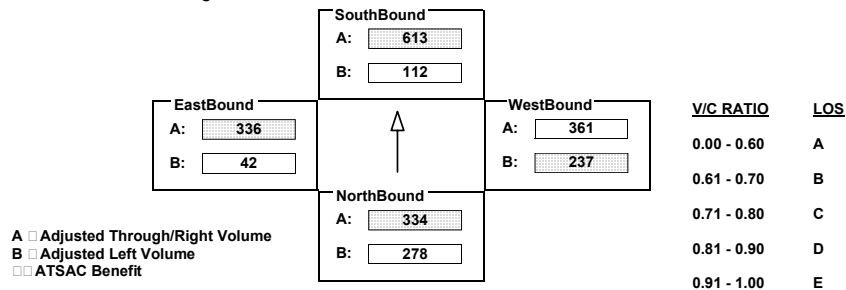 SouthBound
A: 613
B: 112
EastBound
A: 336
B: 42
WestBound
A: 361
B: 237
NorthBound
A: 334
B: 278
A □ Adjusted Through/Right Volume
B □ Adjusted Left Volume
□□ ATSAC Benefit
V/C RATIO LOS
0.00 - 0.60 A
0.61 - 0.70 B
0.71 - 0.80 C
0.81 - 0.90 D
0.91 - 1.00 E